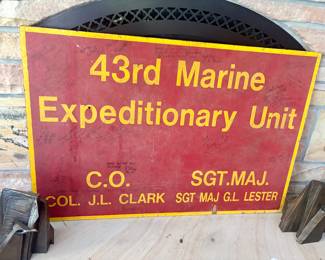 43rd Marine
Expeditionary Unit
C.O. SGT.MAJ.
COL. J.L. CLARK SGT MAJ G.L. LESTER